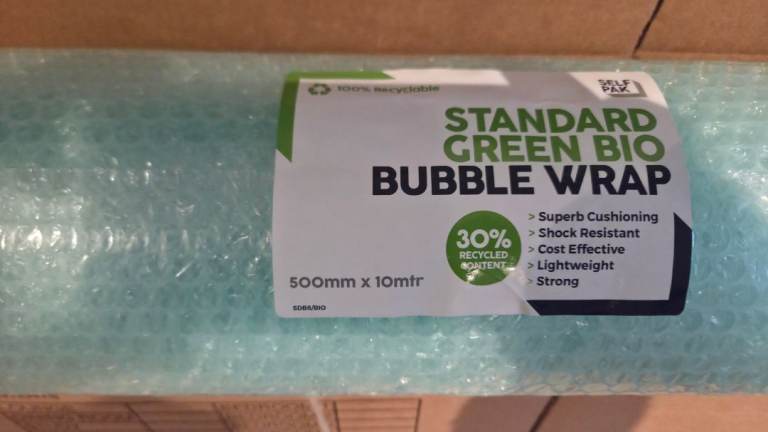 100% Recyclable
SELF
PAK
STANDARD
GREEN BIO
BUBBLE WRAP
30%
RECYCLED
CONTENT
> Superb Cushioning
> Shock Resistant
> Cost Effective
> Lightweight
> Strong
500mm x 10mtr
SDB5/BIO